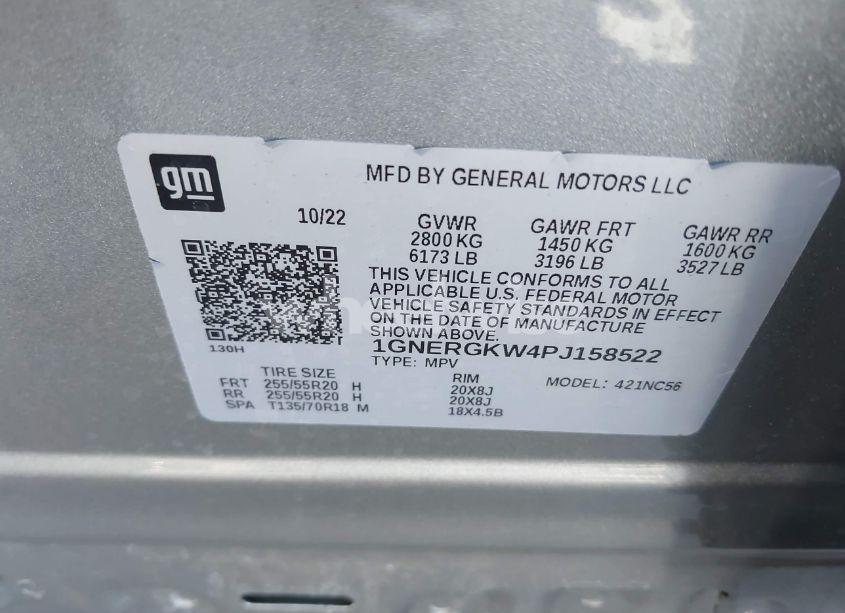 gm
MFD BY GENERAL MOTORS LLC
10/22
GVWR
2800 KG
6173 LB
GAWR FRT
1450 KG
3196 LB
GAWR RR
1600 KG
3527 LB
THIS VEHICLE CONFORMS TO ALL
APPLICABLE U.S. FEDERAL MOTOR
VEHICLE SAFETY STANDARDS IN EFFECT
ON THE DATE OF MANUFACTURE
SHOWN ABOVE.
1GNERGKW4PJ158522
TYPE: MPV
MODEL: 421NC56
130H
TIRE SIZE RIM
FRT 255/55R20 H 20X8J
RR 255/55R20 H 20X8J
SPA T135/70R18 M 18X4.5B